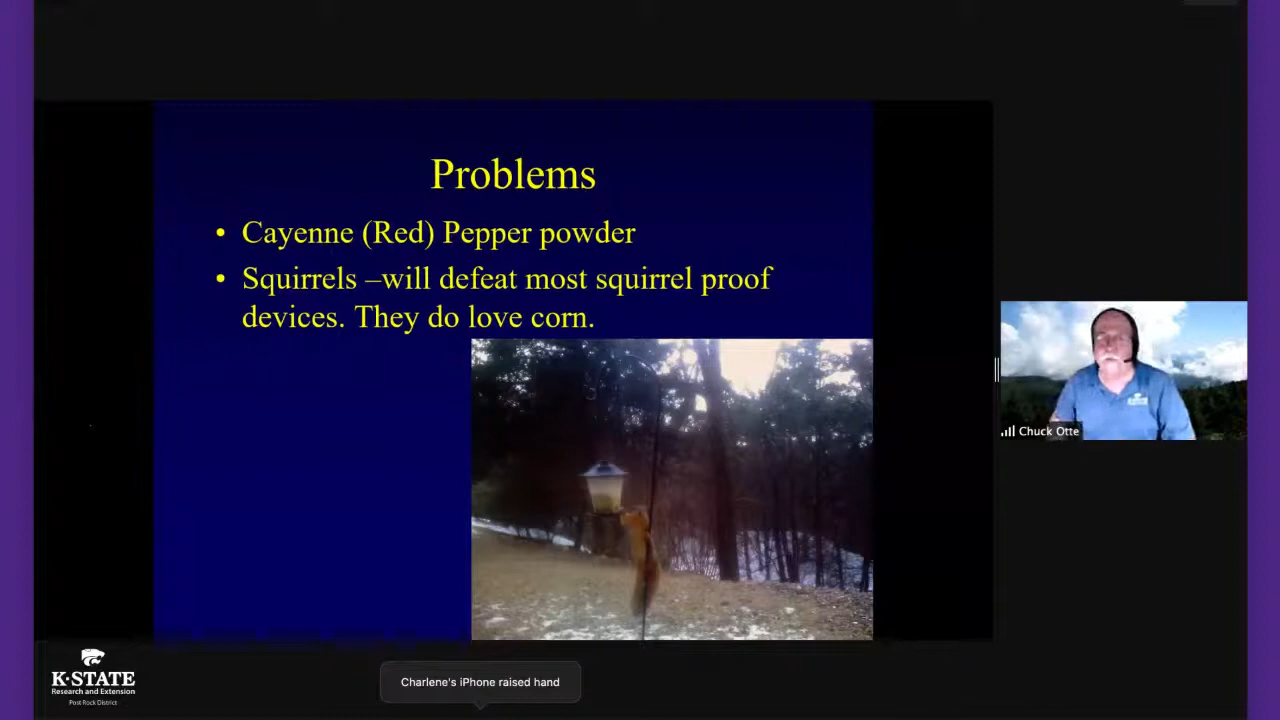 Problems
• Cayenne (Red) Pepper powder
• Squirrels –will defeat most squirrel proof
devices. They do love corn.
Chuck Otte
K-STATE
Research and Extension
Post Rock District
Charlene's iPhone raised hand